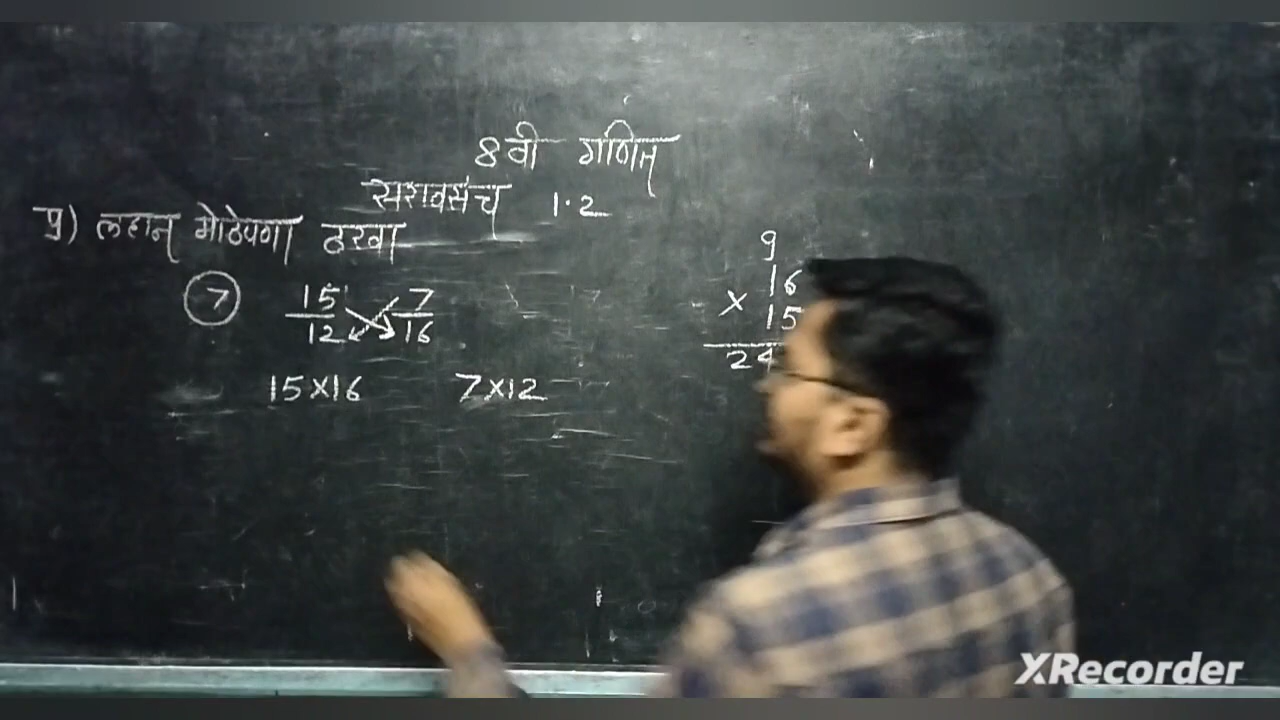 8वी गणित
सरावसंच 1.2
प्र) लहान मोठेपणा ठरवा
7 15/12 7/16
15×16 7×12
9
16
× 15
24
XRecorder